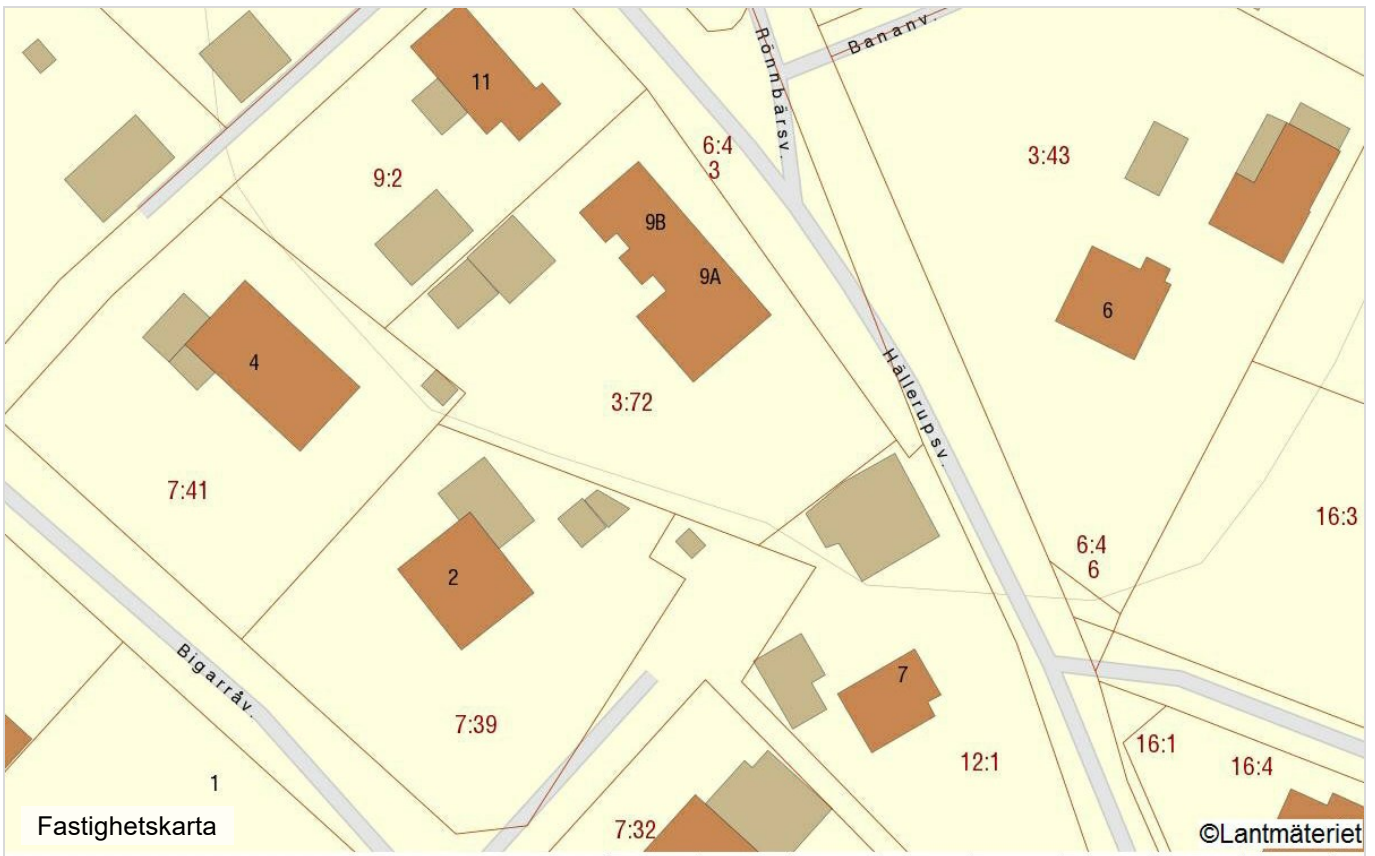 Rönnbärsv.
Bananv.
11
6:4
3
3:43
9:2
9B
9A
6
4
Hällerupsv.
3:72
7:41
16:3
6:4
6
2
Bigarråv.
7
7:39
16:1
12:1
16:4
1
Fastighetskarta
7:32
©Lantmäteriet